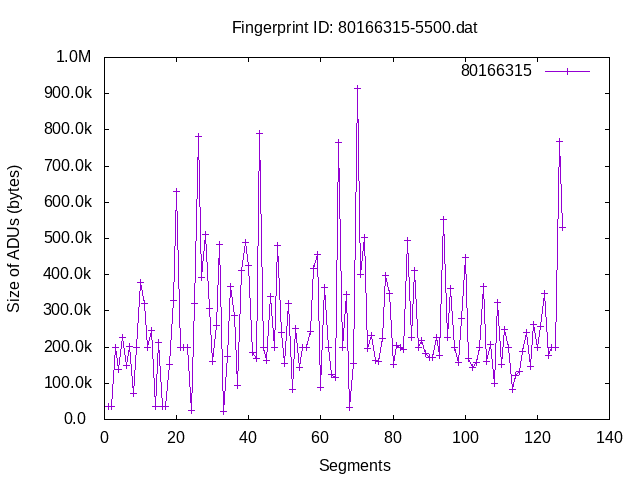 Fingerprint ID: 80166315-5500.dat
80166315
Size of ADUs (bytes)
1.0M
900.0k
800.0k
700.0k
600.0k
500.0k
400.0k
300.0k
200.0k
100.0k
0.0
0 20 40 60 80 100 120 140
Segments